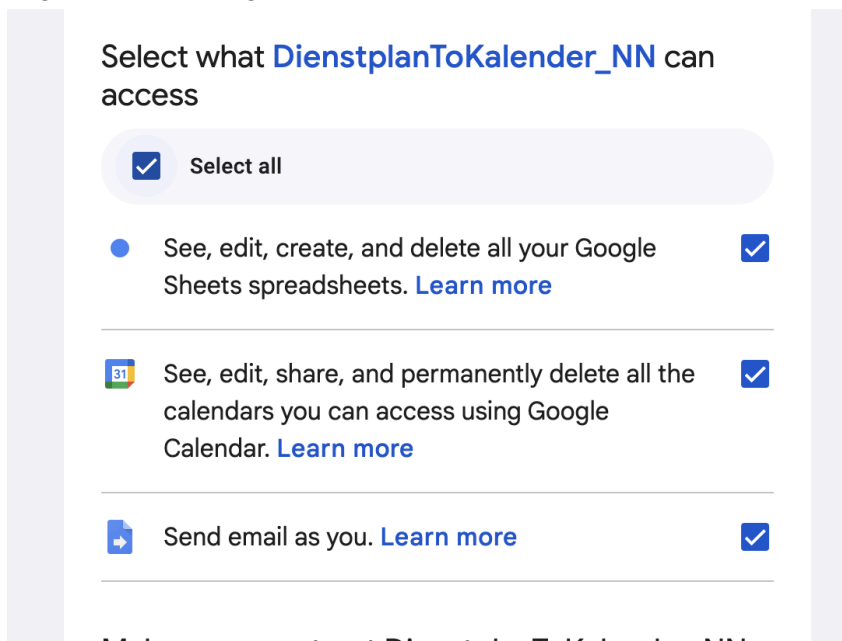 Select what DienstplanToKalender_NN can
access
Select all
See, edit, create, and delete all your Google
Sheets spreadsheets. Learn more
31
See, edit, share, and permanently delete all the
calendars you can access using Google
Calendar. Learn more
Send email as you. Learn more